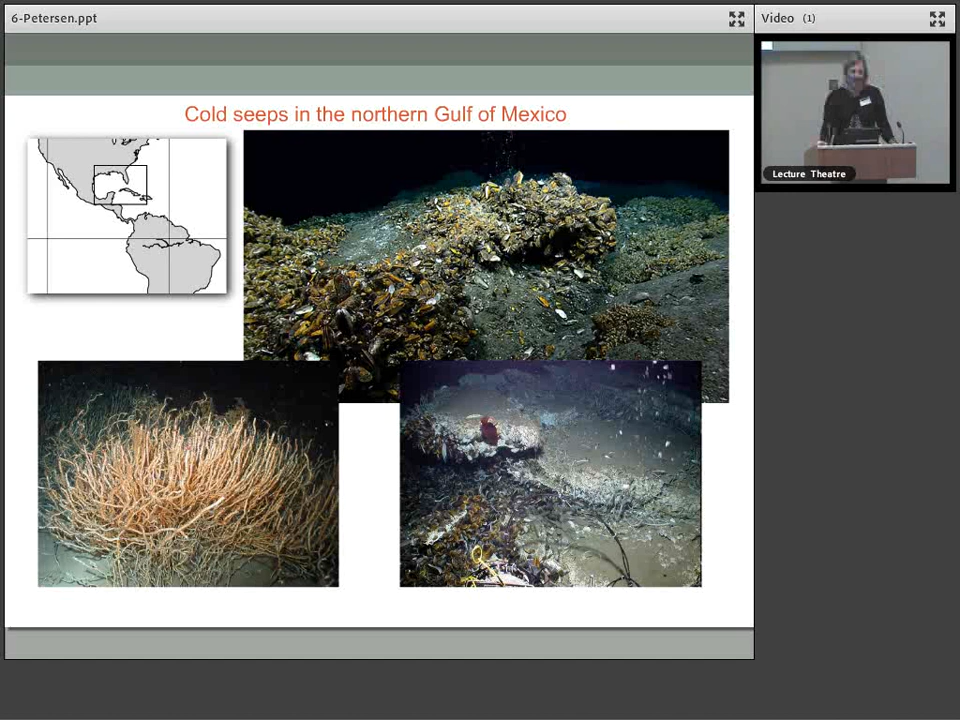 6-Petersen.ppt
Video (1)
Cold seeps in the northern Gulf of Mexico
Lecture Theatre